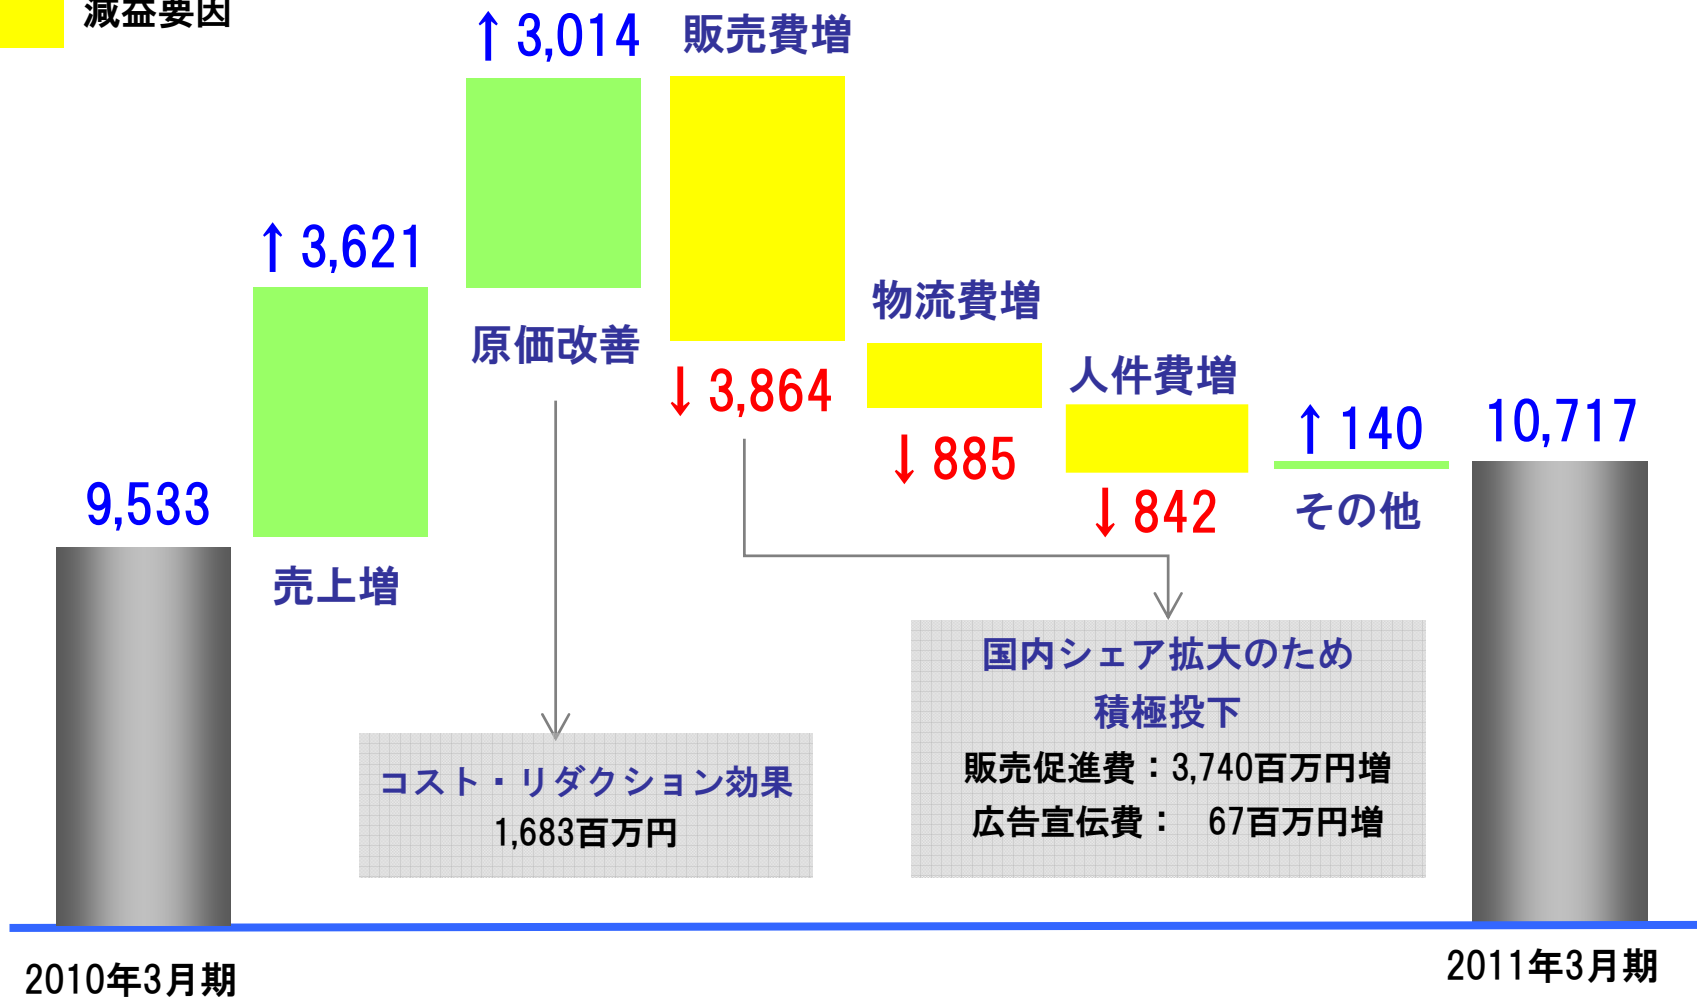 減益要因
↑ 3,014
販売費増
↑ 3,621
物流費増
原価改善
人件費増
↓ 3,864
↑ 140
10,717
↓ 885
9,533
↓ 842
その他
売上増
国内シェア拡大のため
積極投下
販売促進費：3,740百万円増
広告宣伝費：　67百万円増
コスト・リダクション効果
1,683百万円
2010年3月期
2011年3月期